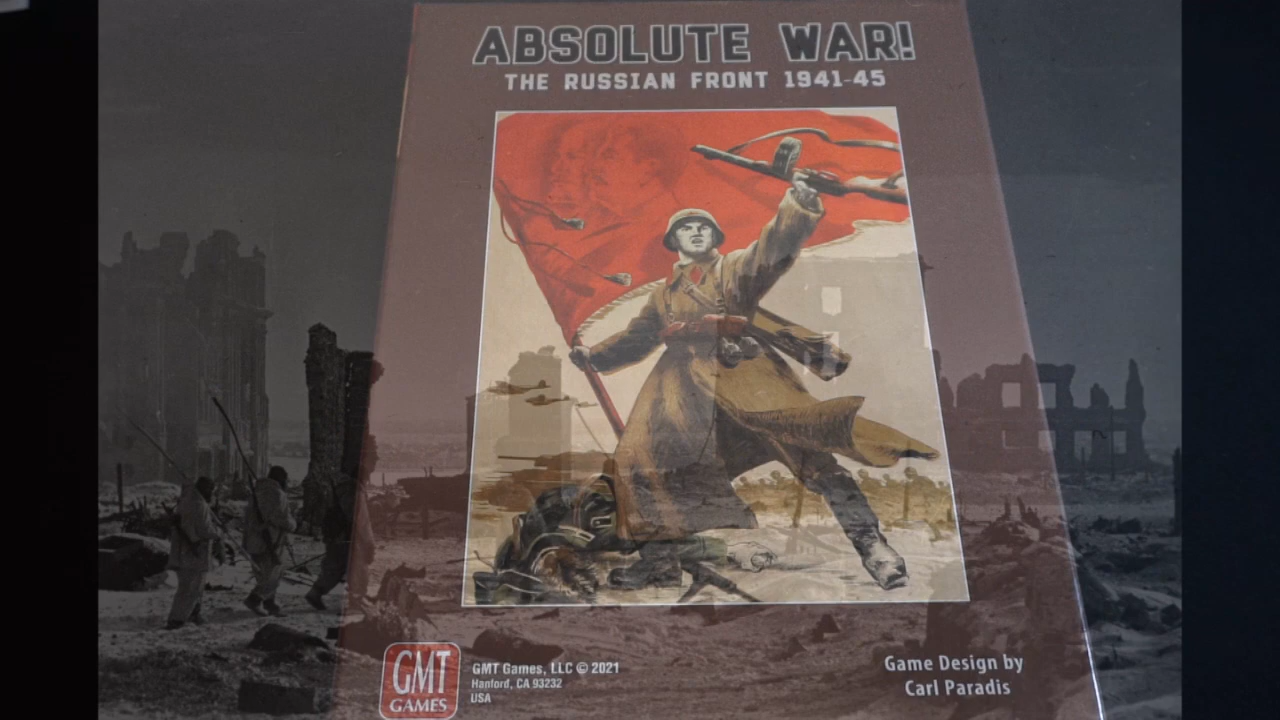 ABSOLUTE WAR!
THE RUSSIAN FRONT 1941-45
GMT
GAMES
GMT Games, LLC © 2021
Hanford, CA 93232
USA
Game Design by
Carl Paradis